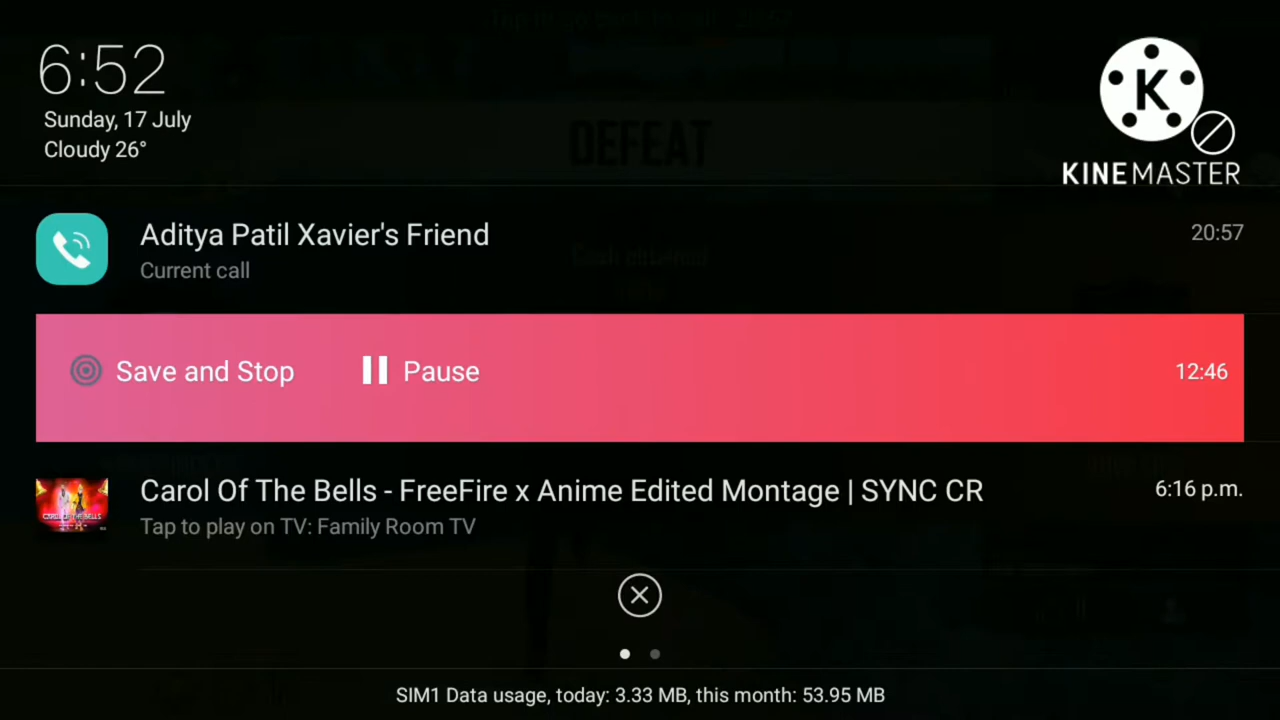 6:52
Sunday, 17 July
Cloudy 26°
K
KINEMASTER
DEFEAT
Aditya Patil Xavier's Friend
20:57
Current call
Save and Stop
Pause
12:46
Carol Of The Bells - FreeFire x Anime Edited Montage | SYNC CR
6:16 p.m.
Tap to play on TV: Family Room TV
SIM1 Data usage, today: 3.33 MB, this month: 53.95 MB